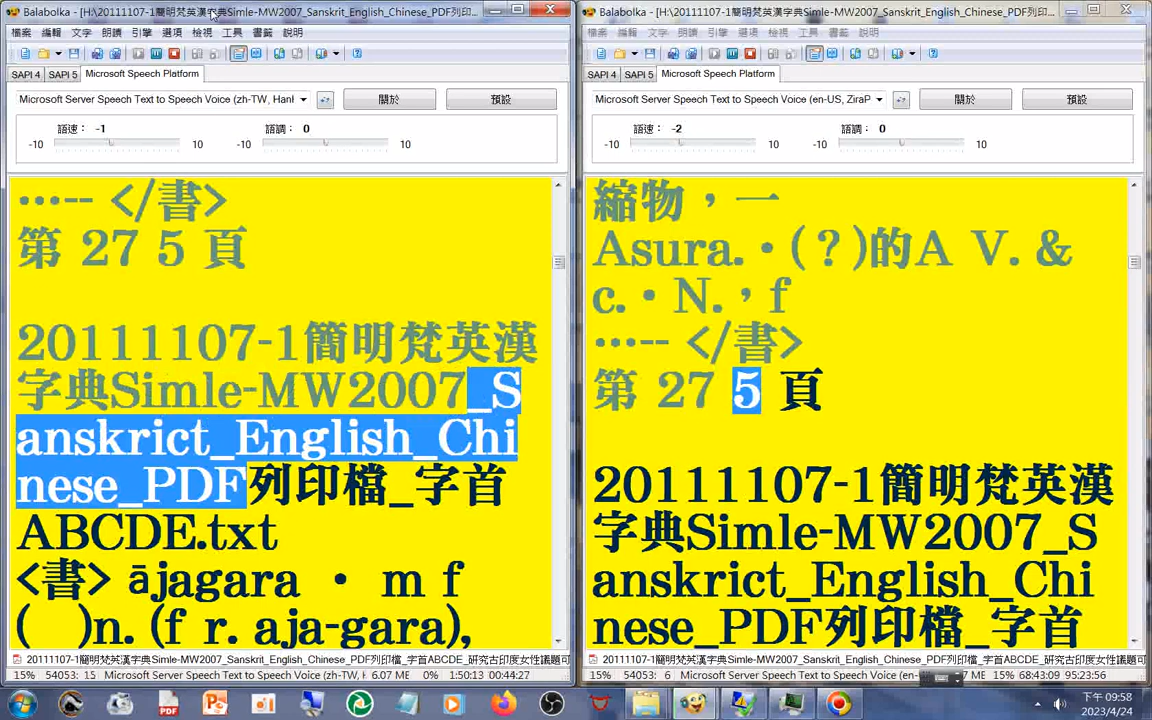 Balabolka - [H:\20111107-1簡明梵英漢字典Simle-MW2007_Sanskrit_English_Chinese_PDF列印...
檔案 編輯 文字 朗讀 引擎 選項 檢視 工具 書籤 說明
SAPI 4 SAPI 5 Microsoft Speech Platform
Microsoft Server Speech Text to Speech Voice (zh-TW, Hanl
關於
預設
語速： -1
語調： 0
-10 10 -10 10
…-- </書>
第 27 5 頁
20111107-1簡明梵英漢
字典Simle-MW2007_S
anskrict_English_Chi
nese_PDF列印檔_字首
ABCDE.txt
<書> ājagara ・ m f
( )n. (f r. aja-gara),
20111107-1簡明梵英漢字典Simle-MW2007_Sanskrit_English_Chinese_PDF列印檔_字首ABCDE_研究古印度女性議題可
15% 54053: 15 Microsoft Server Speech Text to Speech Voice (zh-TW, H 6.07 MB 0% 1:50:13 00:44:27
Balabolka - [H:\20111107-1簡明梵英漢字典Simle-MW2007_Sanskrit_English_Chinese_PDF列印...
檔案 編輯 文字 朗讀 引擎 選項 檢視 工具 書籤 說明
SAPI 4 SAPI 5 Microsoft Speech Platform
Microsoft Server Speech Text to Speech Voice (en-US, ZiraP
關於
預設
語速： -2
語調： 0
-10 10 -10 10
縮物，一
Asura.・(？)的A V. &
c.・N.，f
…-- </書>
第 27 5 頁
20111107-1簡明梵英漢
字典Simle-MW2007_S
anskrict_English_Chi
nese_PDF列印檔_字首
20111107-1簡明梵英漢字典Simle-MW2007_Sanskrit_English_Chinese_PDF列印檔_字首ABCDE_研究古印度女性議題可
15% 54053: 6 Microsoft Server Speech Text to Speech Voice (en- 15% 68:43:09 95:23:56
下午 09:58
2023/4/24